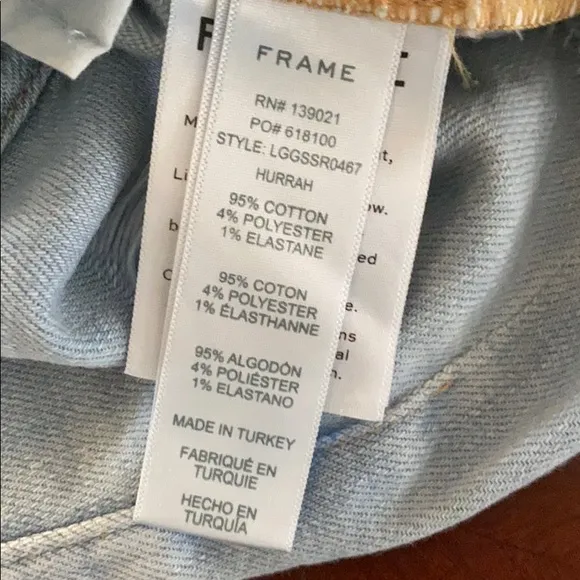 FRAME
RN# 139021
PO# 618100
STYLE: LGGSSR0467
HURRAH
95% COTTON
4% POLYESTER
1% ELASTANE
95% COTON
4% POLYESTER
1% ÉLASTHANNE
95% ALGODÓN
4% POLIÉSTER
1% ELASTANO
MADE IN TURKEY
FABRIQUÉ EN
TURQUIE
HECHO EN
TURQUÍA